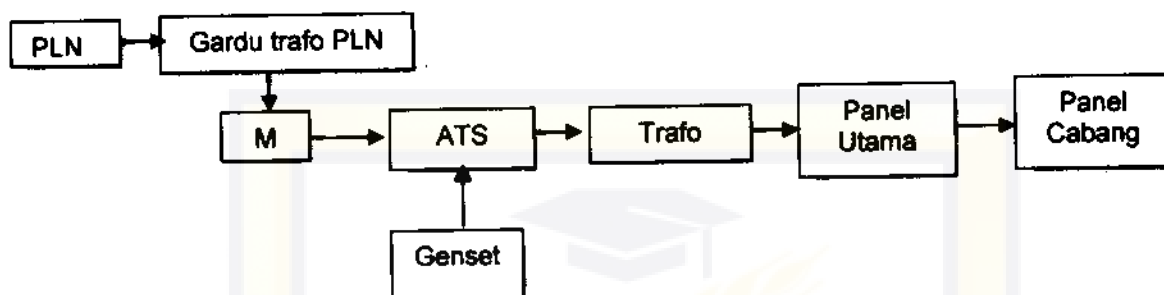 PLN
Gardu trafo PLN
M
ATS
Trafo
Panel
Utama
Panel
Cabang
Genset